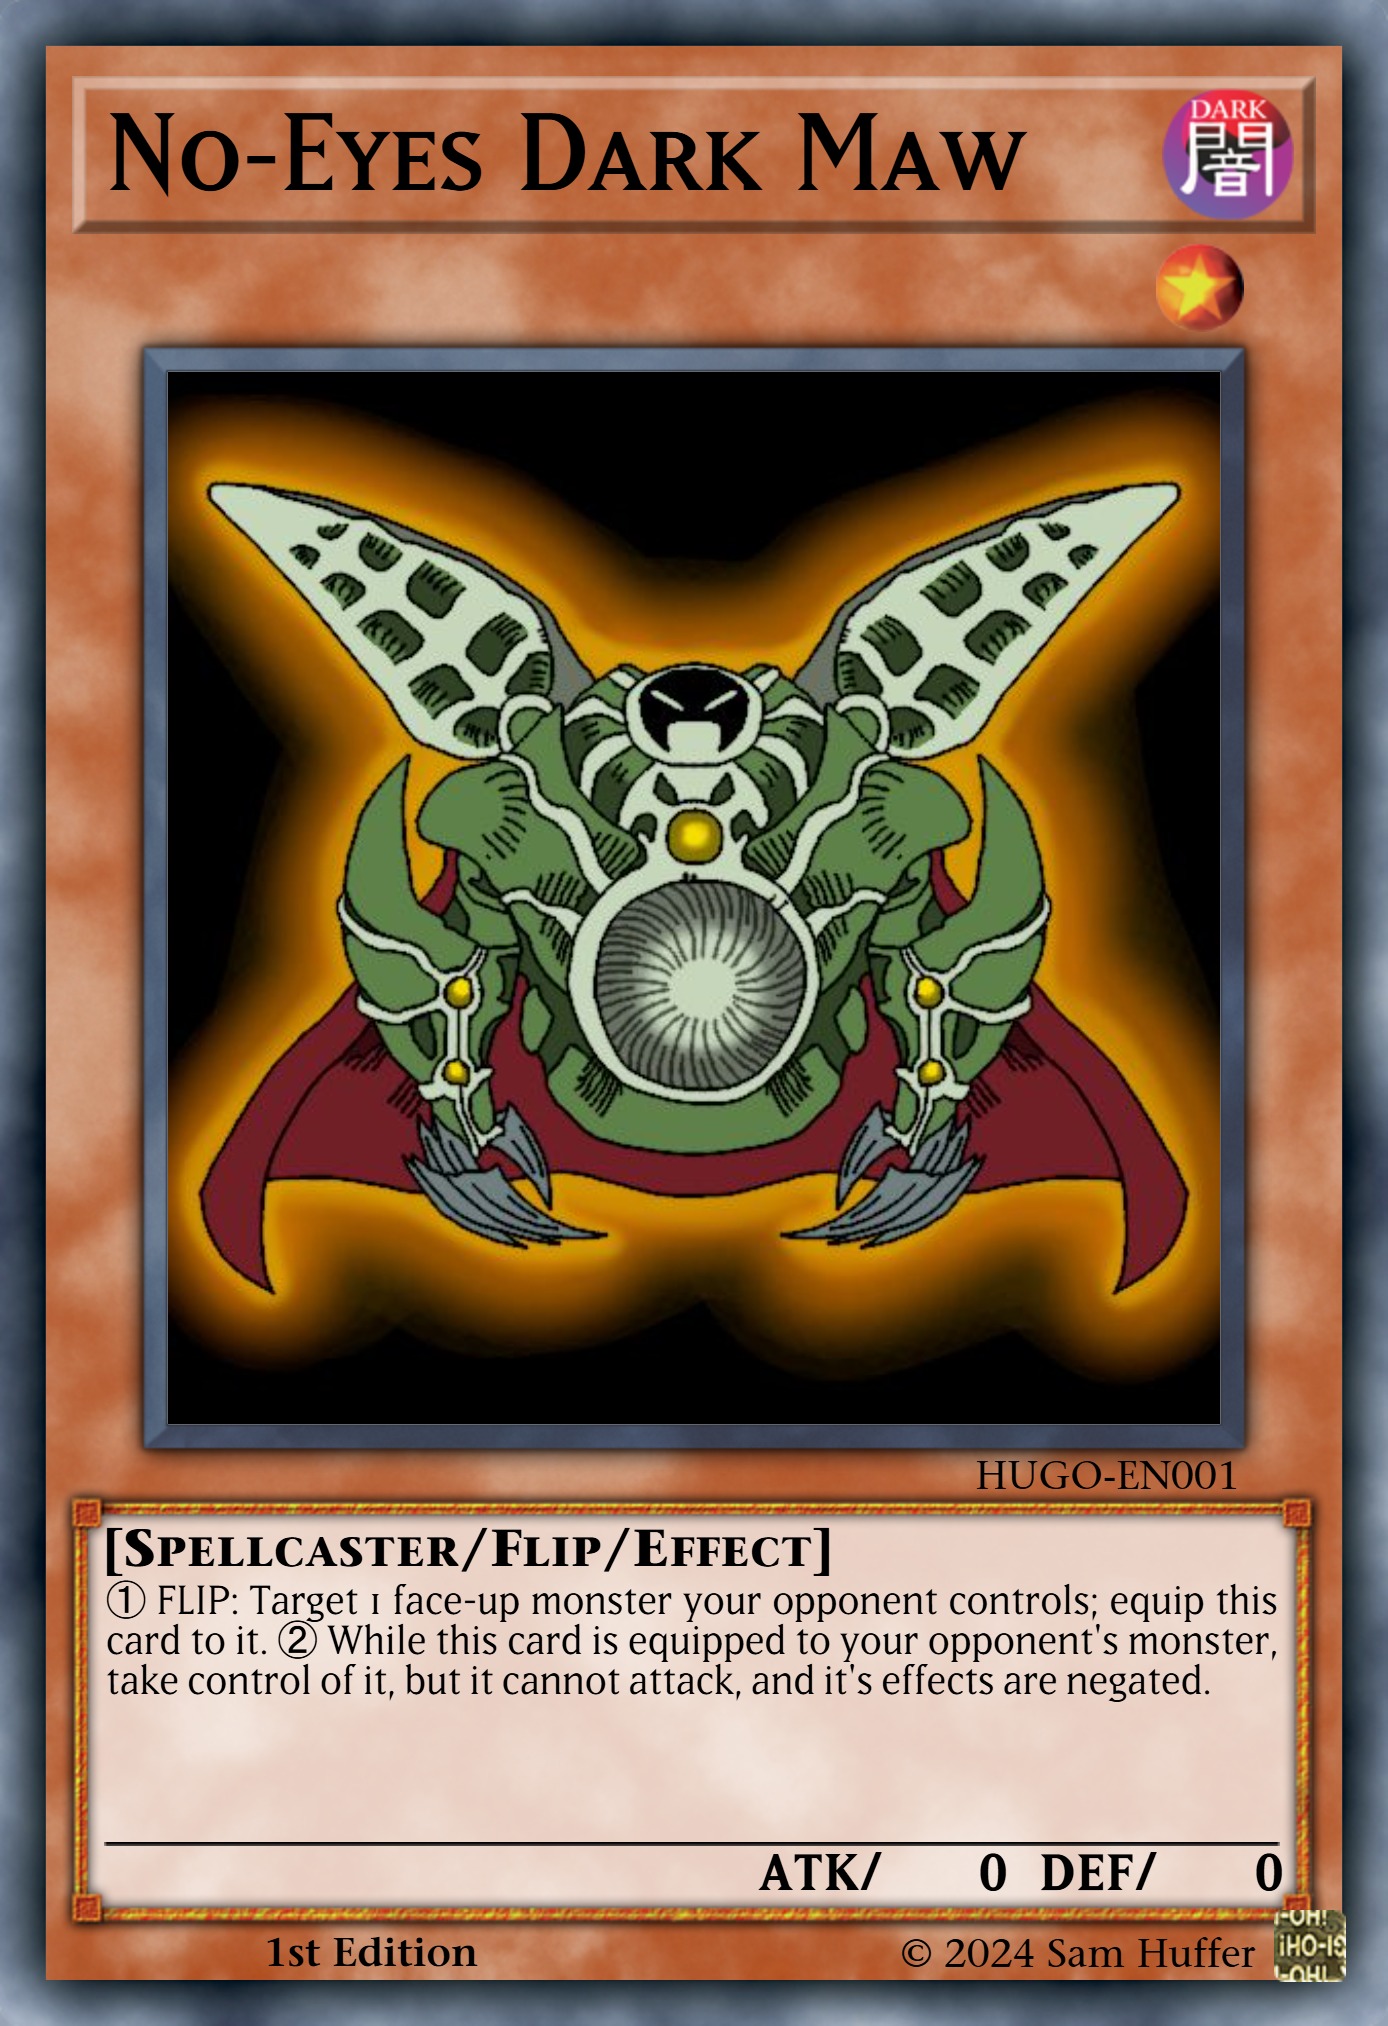 No-Eyes Dark Maw
DARK
闇
HUGO-EN001
[Spellcaster/Flip/Effect]
① FLIP: Target 1 face-up monster your opponent controls; equip this
card to it. ② While this card is equipped to your opponent's monster,
take control of it, but it cannot attack, and it's effects are negated.
ATK/ 0 DEF/ 0
1st Edition
© 2024 Sam Huffer
-OH!